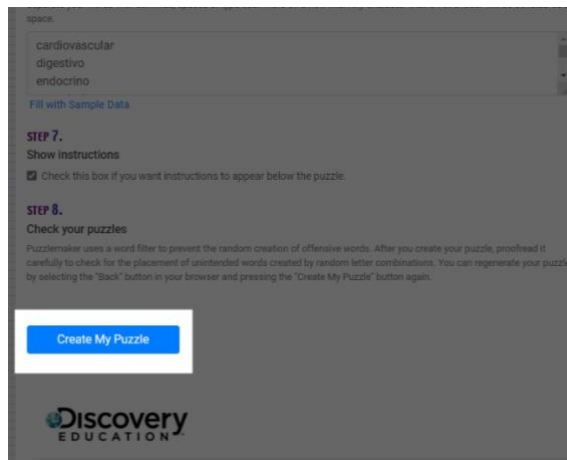 space.
cardiovascular
digestivo
endocrino
Fill with Sample Data
STEP 7.
Show instructions
Check this box if you want instructions to appear below the puzzle.
STEP 8.
Check your puzzles
Puzzlemaker uses a word filter to prevent the random creation of offensive words. After you create your puzzle, proofread it
carefully to check for the placement of unintended words created by random letter combinations. You can regenerate your puzzle
by selecting the "Back" button in your browser and pressing the "Create My Puzzle" button again.
Create My Puzzle
Discovery
EDUCATION